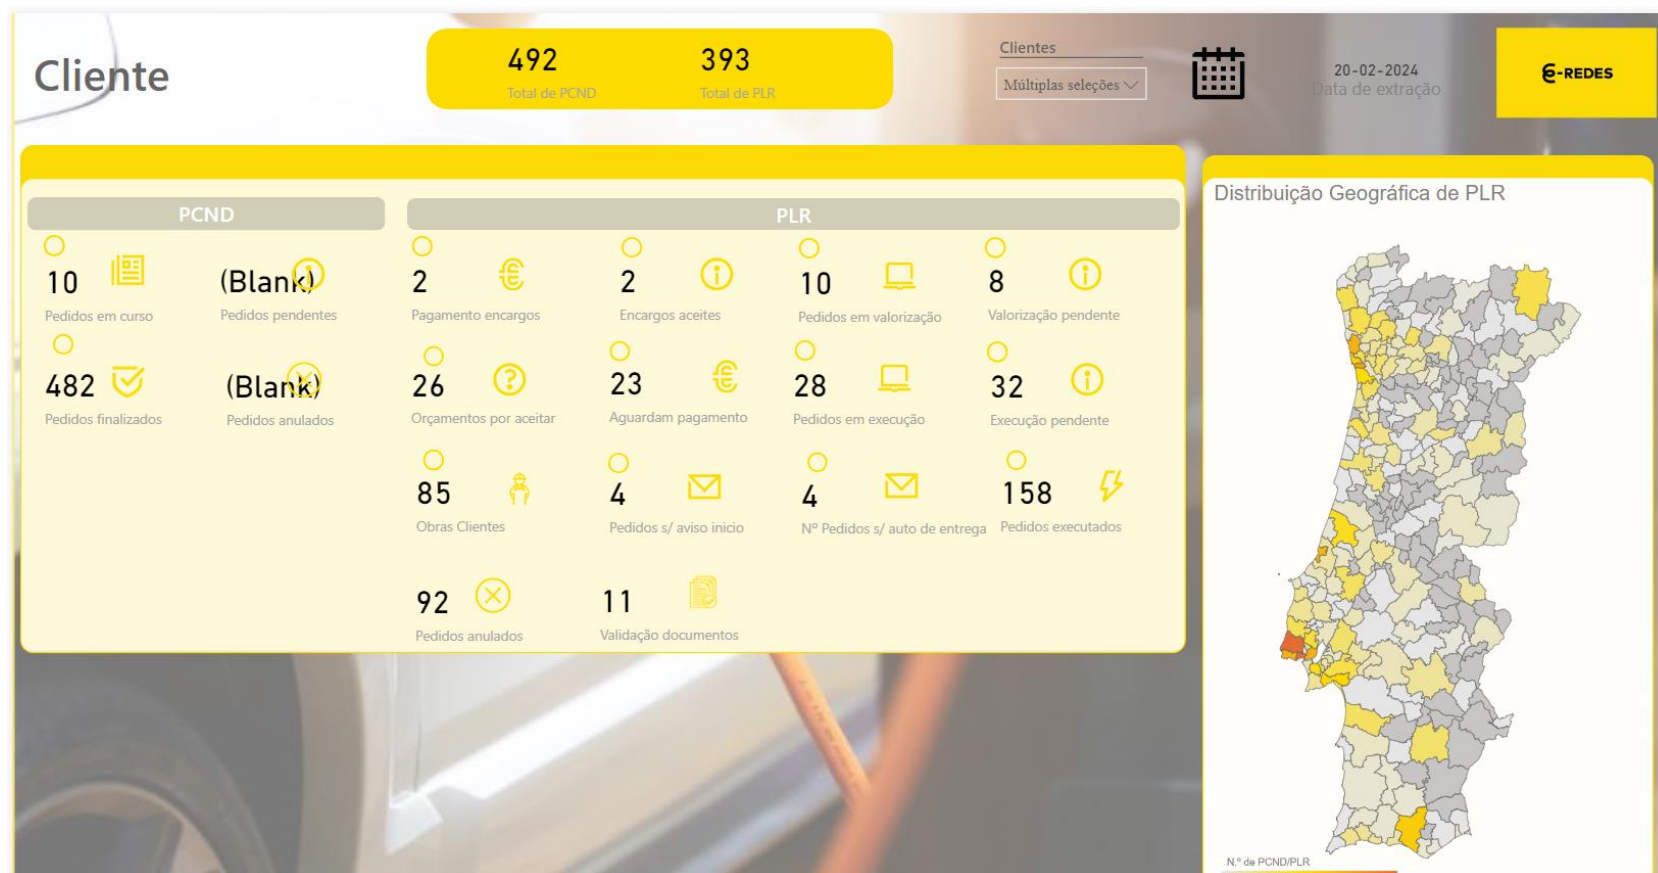 Cliente
492
Total de PCND
393
Total de PLR
Clientes
Múltiplas seleções
20-02-2024
Data de extração
E-REDES
PCND
10
Pedidos em curso
(Blank)
Pedidos pendentes
482
Pedidos finalizados
(Blank)
Pedidos anulados
PLR
2
Pagamento encargos
2
Encargos aceites
10
Pedidos em valorização
8
Valorização pendente
26
Orçamentos por aceitar
23
Aguardam pagamento
28
Pedidos em execução
32
Execução pendente
85
Obras Clientes
4
Pedidos s/ aviso inicio
4
Nº Pedidos s/ auto de entrega
158
Pedidos executados
92
Pedidos anulados
11
Validação documentos
Distribuição Geográfica de PLR
N.º de PCND/PLR